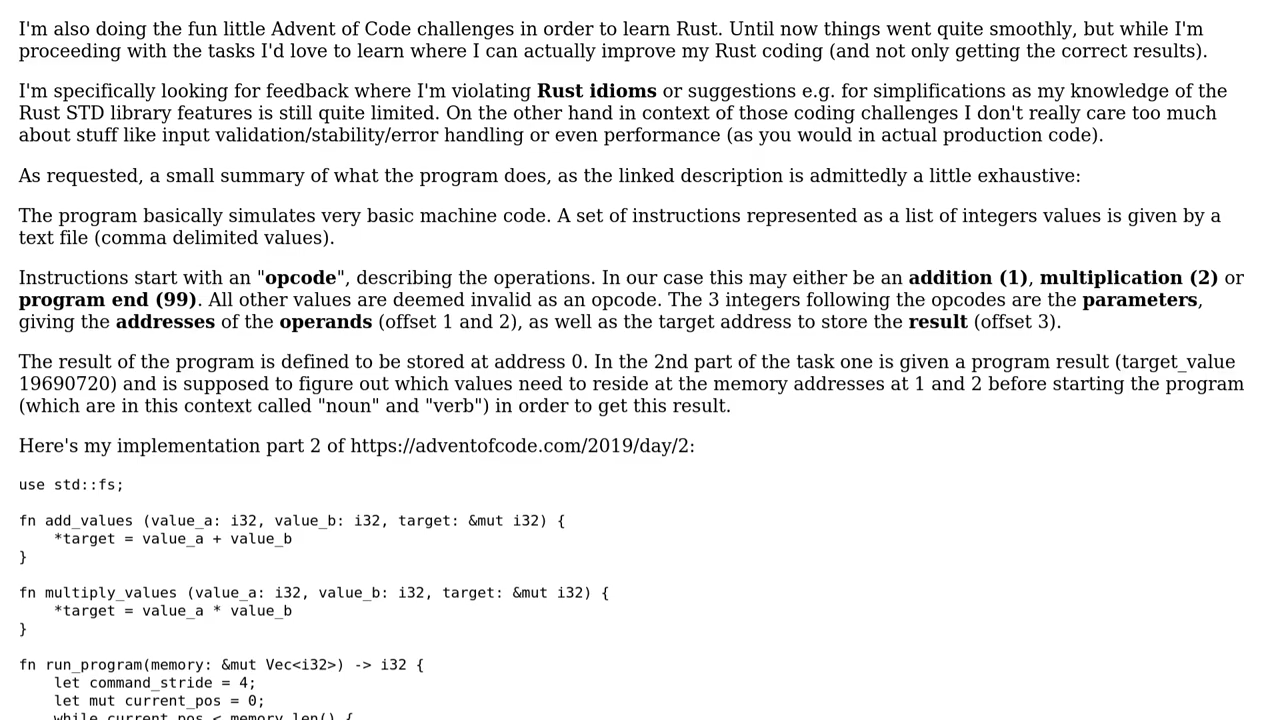 I'm also doing the fun little Advent of Code challenges in order to learn Rust. Until now things went quite smoothly, but while I'm
proceeding with the tasks I'd love to learn where I can actually improve my Rust coding (and not only getting the correct results).
I'm specifically looking for feedback where I'm violating Rust idioms or suggestions e.g. for simplifications as my knowledge of the
Rust STD library features is still quite limited. On the other hand in context of those coding challenges I don't really care too much
about stuff like input validation/stability/error handling or even performance (as you would in actual production code).
As requested, a small summary of what the program does, as the linked description is admittedly a little exhaustive:
The program basically simulates very basic machine code. A set of instructions represented as a list of integers values is given by a
text file (comma delimited values).
Instructions start with an "opcode", describing the operations. In our case this may either be an addition (1), multiplication (2) or
program end (99). All other values are deemed invalid as an opcode. The 3 integers following the opcodes are the parameters,
giving the addresses of the operands (offset 1 and 2), as well as the target address to store the result (offset 3).
The result of the program is defined to be stored at address 0. In the 2nd part of the task one is given a program result (target_value
19690720) and is supposed to figure out which values need to reside at the memory addresses at 1 and 2 before starting the program
(which are in this context called "noun" and "verb") in order to get this result.
Here's my implementation part 2 of https://adventofcode.com/2019/day/2:
use std::fs;
fn add_values (value_a: i32, value_b: i32, target: &mut i32) {
    *target = value_a + value_b
}
fn multiply_values (value_a: i32, value_b: i32, target: &mut i32) {
    *target = value_a * value_b
}
fn run_program(memory: &mut Vec<i32>) -> i32 {
    let command_stride = 4;
    let mut current_pos = 0;
    while current_pos < memory.len() {